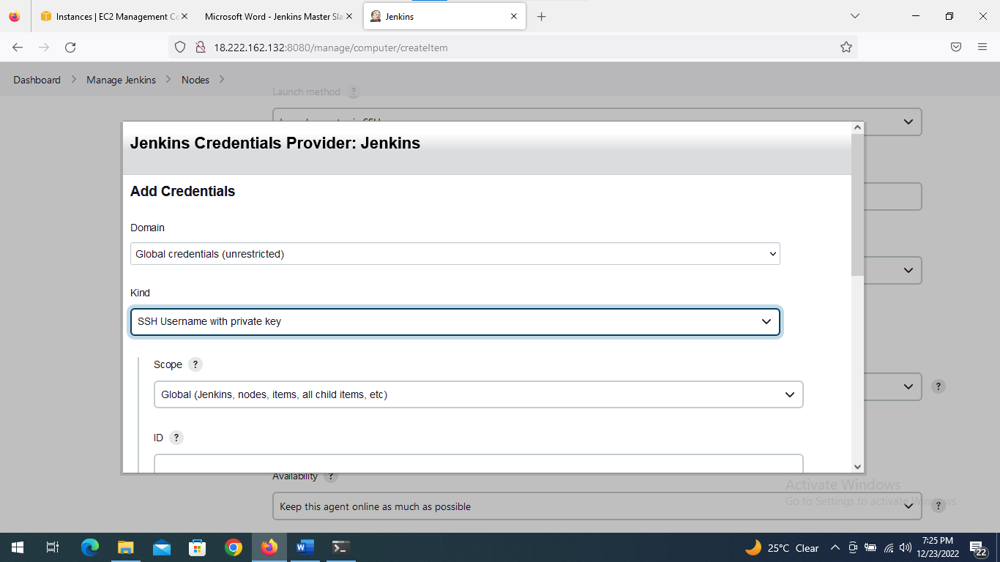 Instances | EC2 Management Co
Microsoft Word - Jenkins Master Sla
Jenkins
18.222.162.132:8080/manage/computer/createItem
Dashboard
Manage Jenkins
Nodes
Launch method ?
Jenkins Credentials Provider: Jenkins
Add Credentials
Domain
Global credentials (unrestricted)
Kind
SSH Username with private key
Scope ?
Global (Jenkins, nodes, items, all child items, etc)
?
ID ?
Availability ?
Activate Windows
Go to Settings to activate Windows.
Keep this agent online as much as possible
?
25°C Clear
7:25 PM
12/23/2022
22